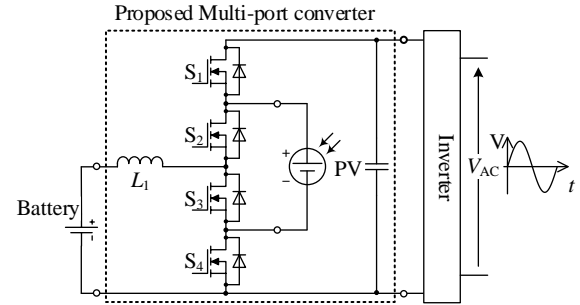 Proposed Multi-port converter
S1
S2
L1
PV
S3
S4
Battery
+
-
+
−
Inverter
VAC
V
t